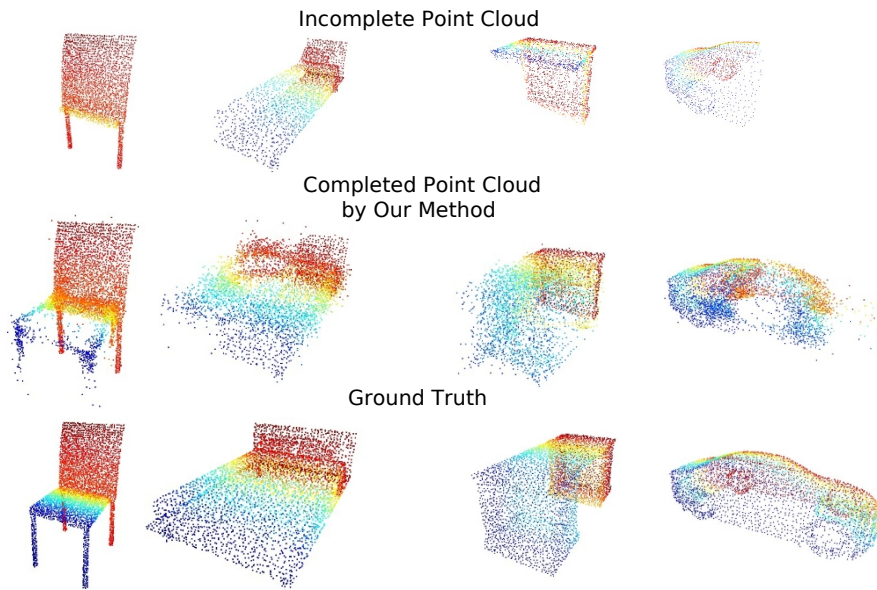 Incomplete Point Cloud
Completed Point Cloud
by Our Method
Ground Truth